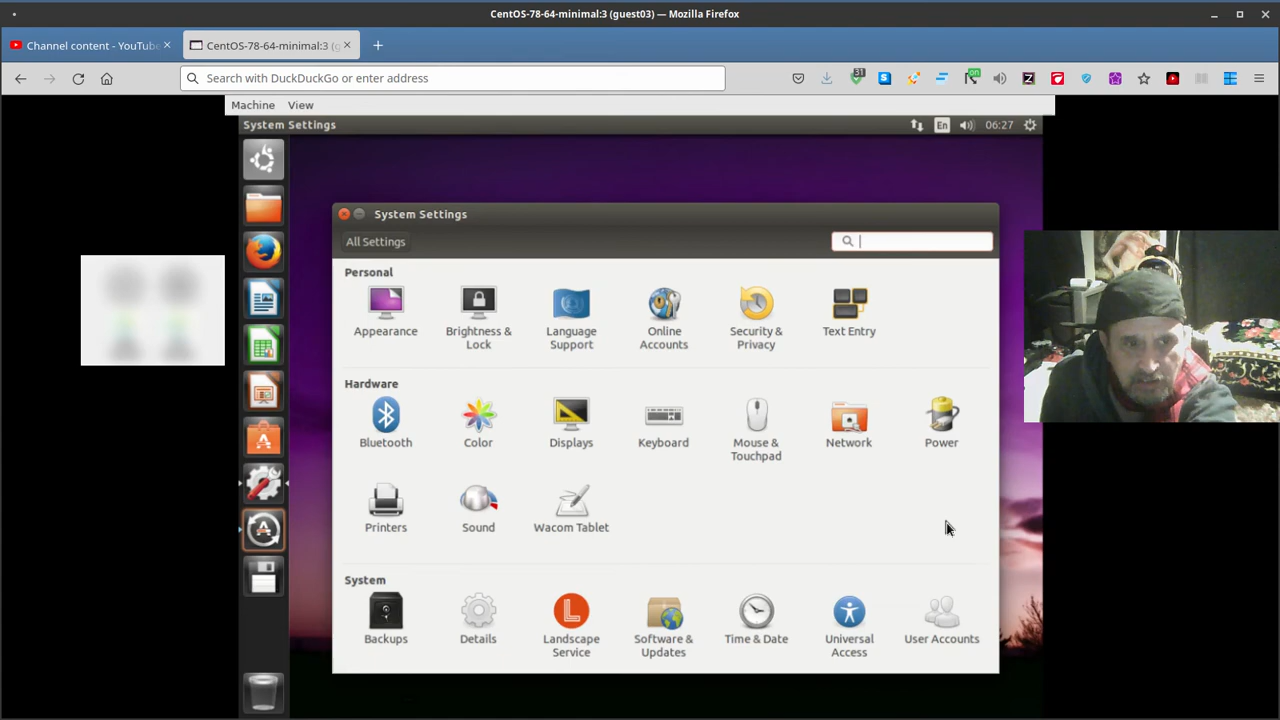 CentOS-78-64-minimal:3 (guest03) — Mozilla Firefox
Channel content - YouTube
CentOS-78-64-minimal:3 (g
Search with DuckDuckGo or enter address
31
on
Machine View
System Settings
En
06:27
System Settings
All Settings
Personal
Appearance
Brightness & Lock
Language Support
Online Accounts
Security & Privacy
Text Entry
Hardware
Bluetooth
Color
Displays
Keyboard
Mouse & Touchpad
Network
Power
Printers
Sound
Wacom Tablet
System
Backups
Details
Landscape Service
Software & Updates
Time & Date
Universal Access
User Accounts